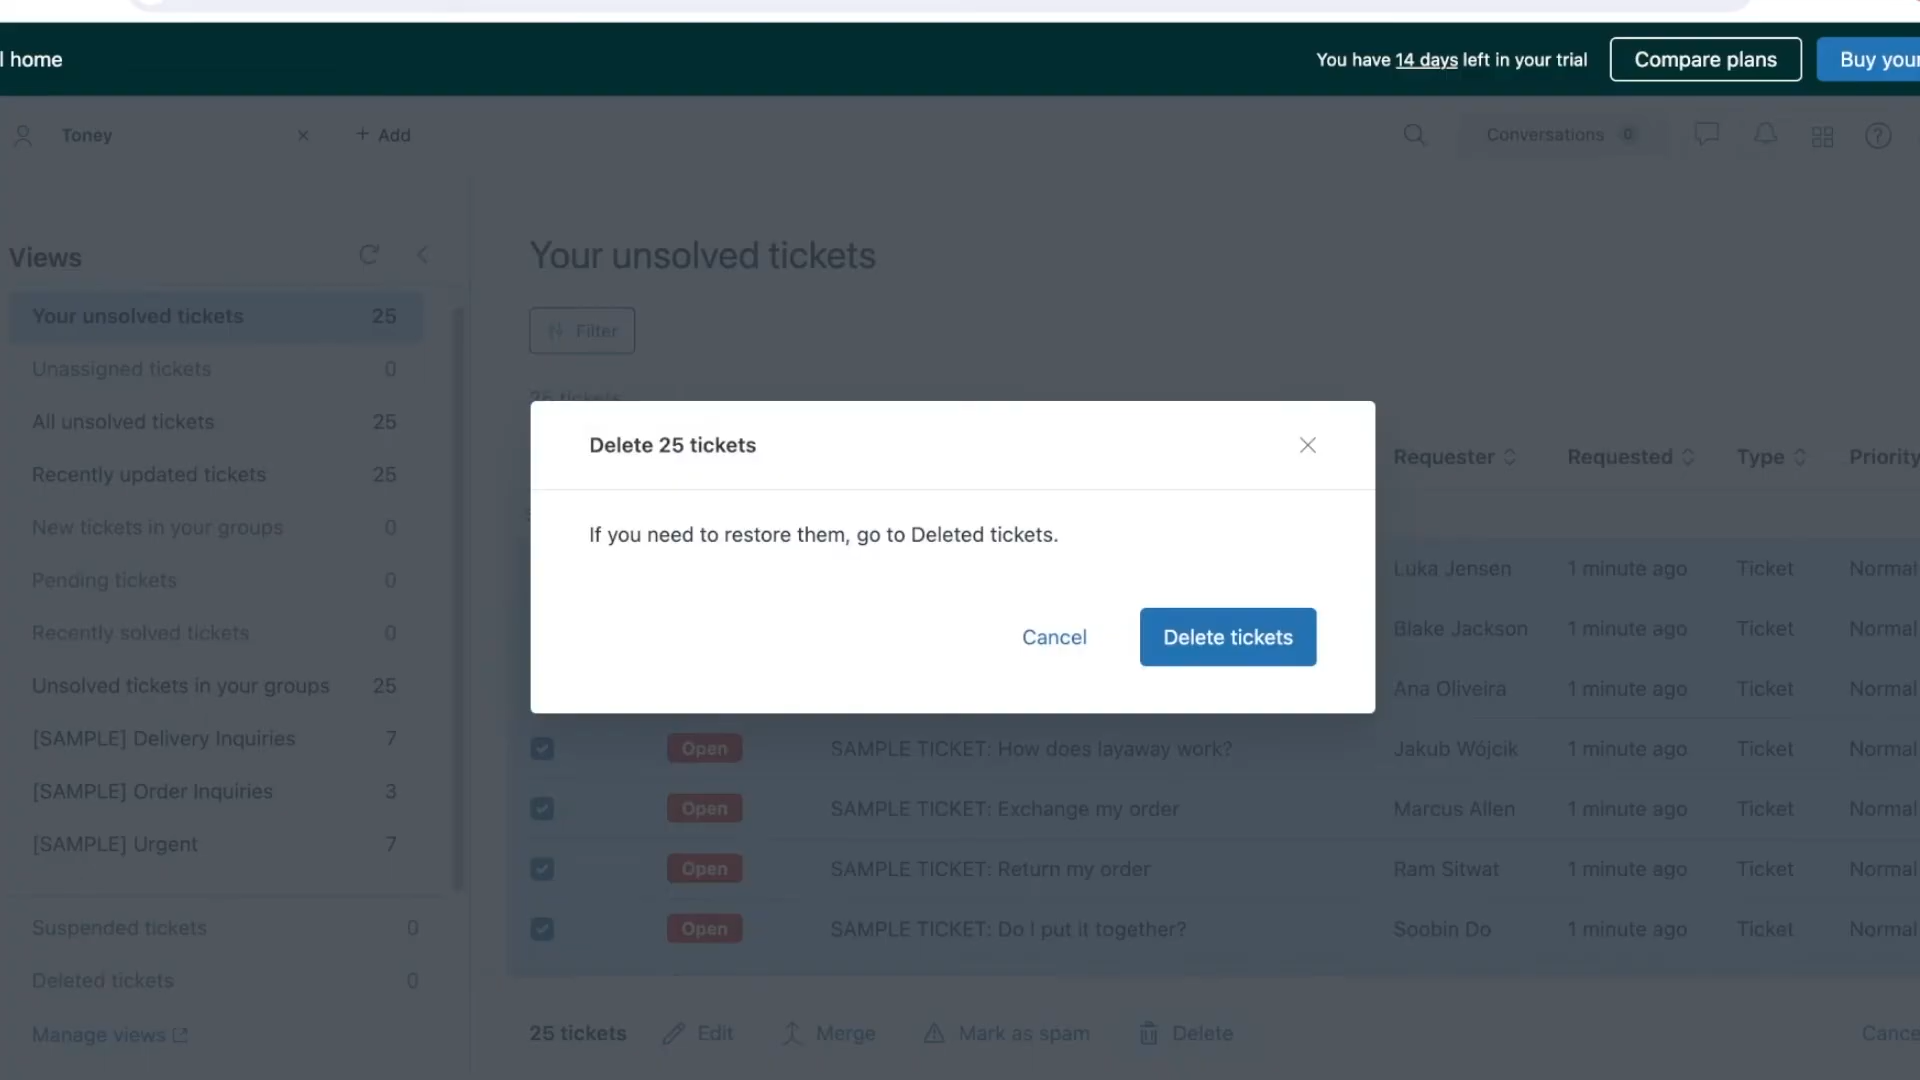 l home
You have 14 days left in your trial
Compare plans
Buy your
Toney
+ Add
Conversations 0
Views
Your unsolved tickets 25
Unassigned tickets 0
All unsolved tickets 25
Recently updated tickets 25
New tickets in your groups 0
Pending tickets 0
Recently solved tickets 0
Unsolved tickets in your groups 25
[SAMPLE] Delivery Inquiries 7
[SAMPLE] Order Inquiries 3
[SAMPLE] Urgent 7
Suspended tickets 0
Deleted tickets 0
Manage views
Your unsolved tickets
Filter
25 tickets
Delete 25 tickets
If you need to restore them, go to Deleted tickets.
Cancel
Delete tickets
Requester Requested Type Priority
Luka Jensen 1 minute ago Ticket Normal
Blake Jackson 1 minute ago Ticket Normal
Ana Oliveira 1 minute ago Ticket Normal
Open SAMPLE TICKET: How does layaway work? Jakub Wójcik 1 minute ago Ticket Normal
Open SAMPLE TICKET: Exchange my order Marcus Allen 1 minute ago Ticket Normal
Open SAMPLE TICKET: Return my order Ram Sitwat 1 minute ago Ticket Normal
Open SAMPLE TICKET: Do I put it together? Soobin Do 1 minute ago Ticket Normal
25 tickets Edit Merge Mark as spam Delete Cance